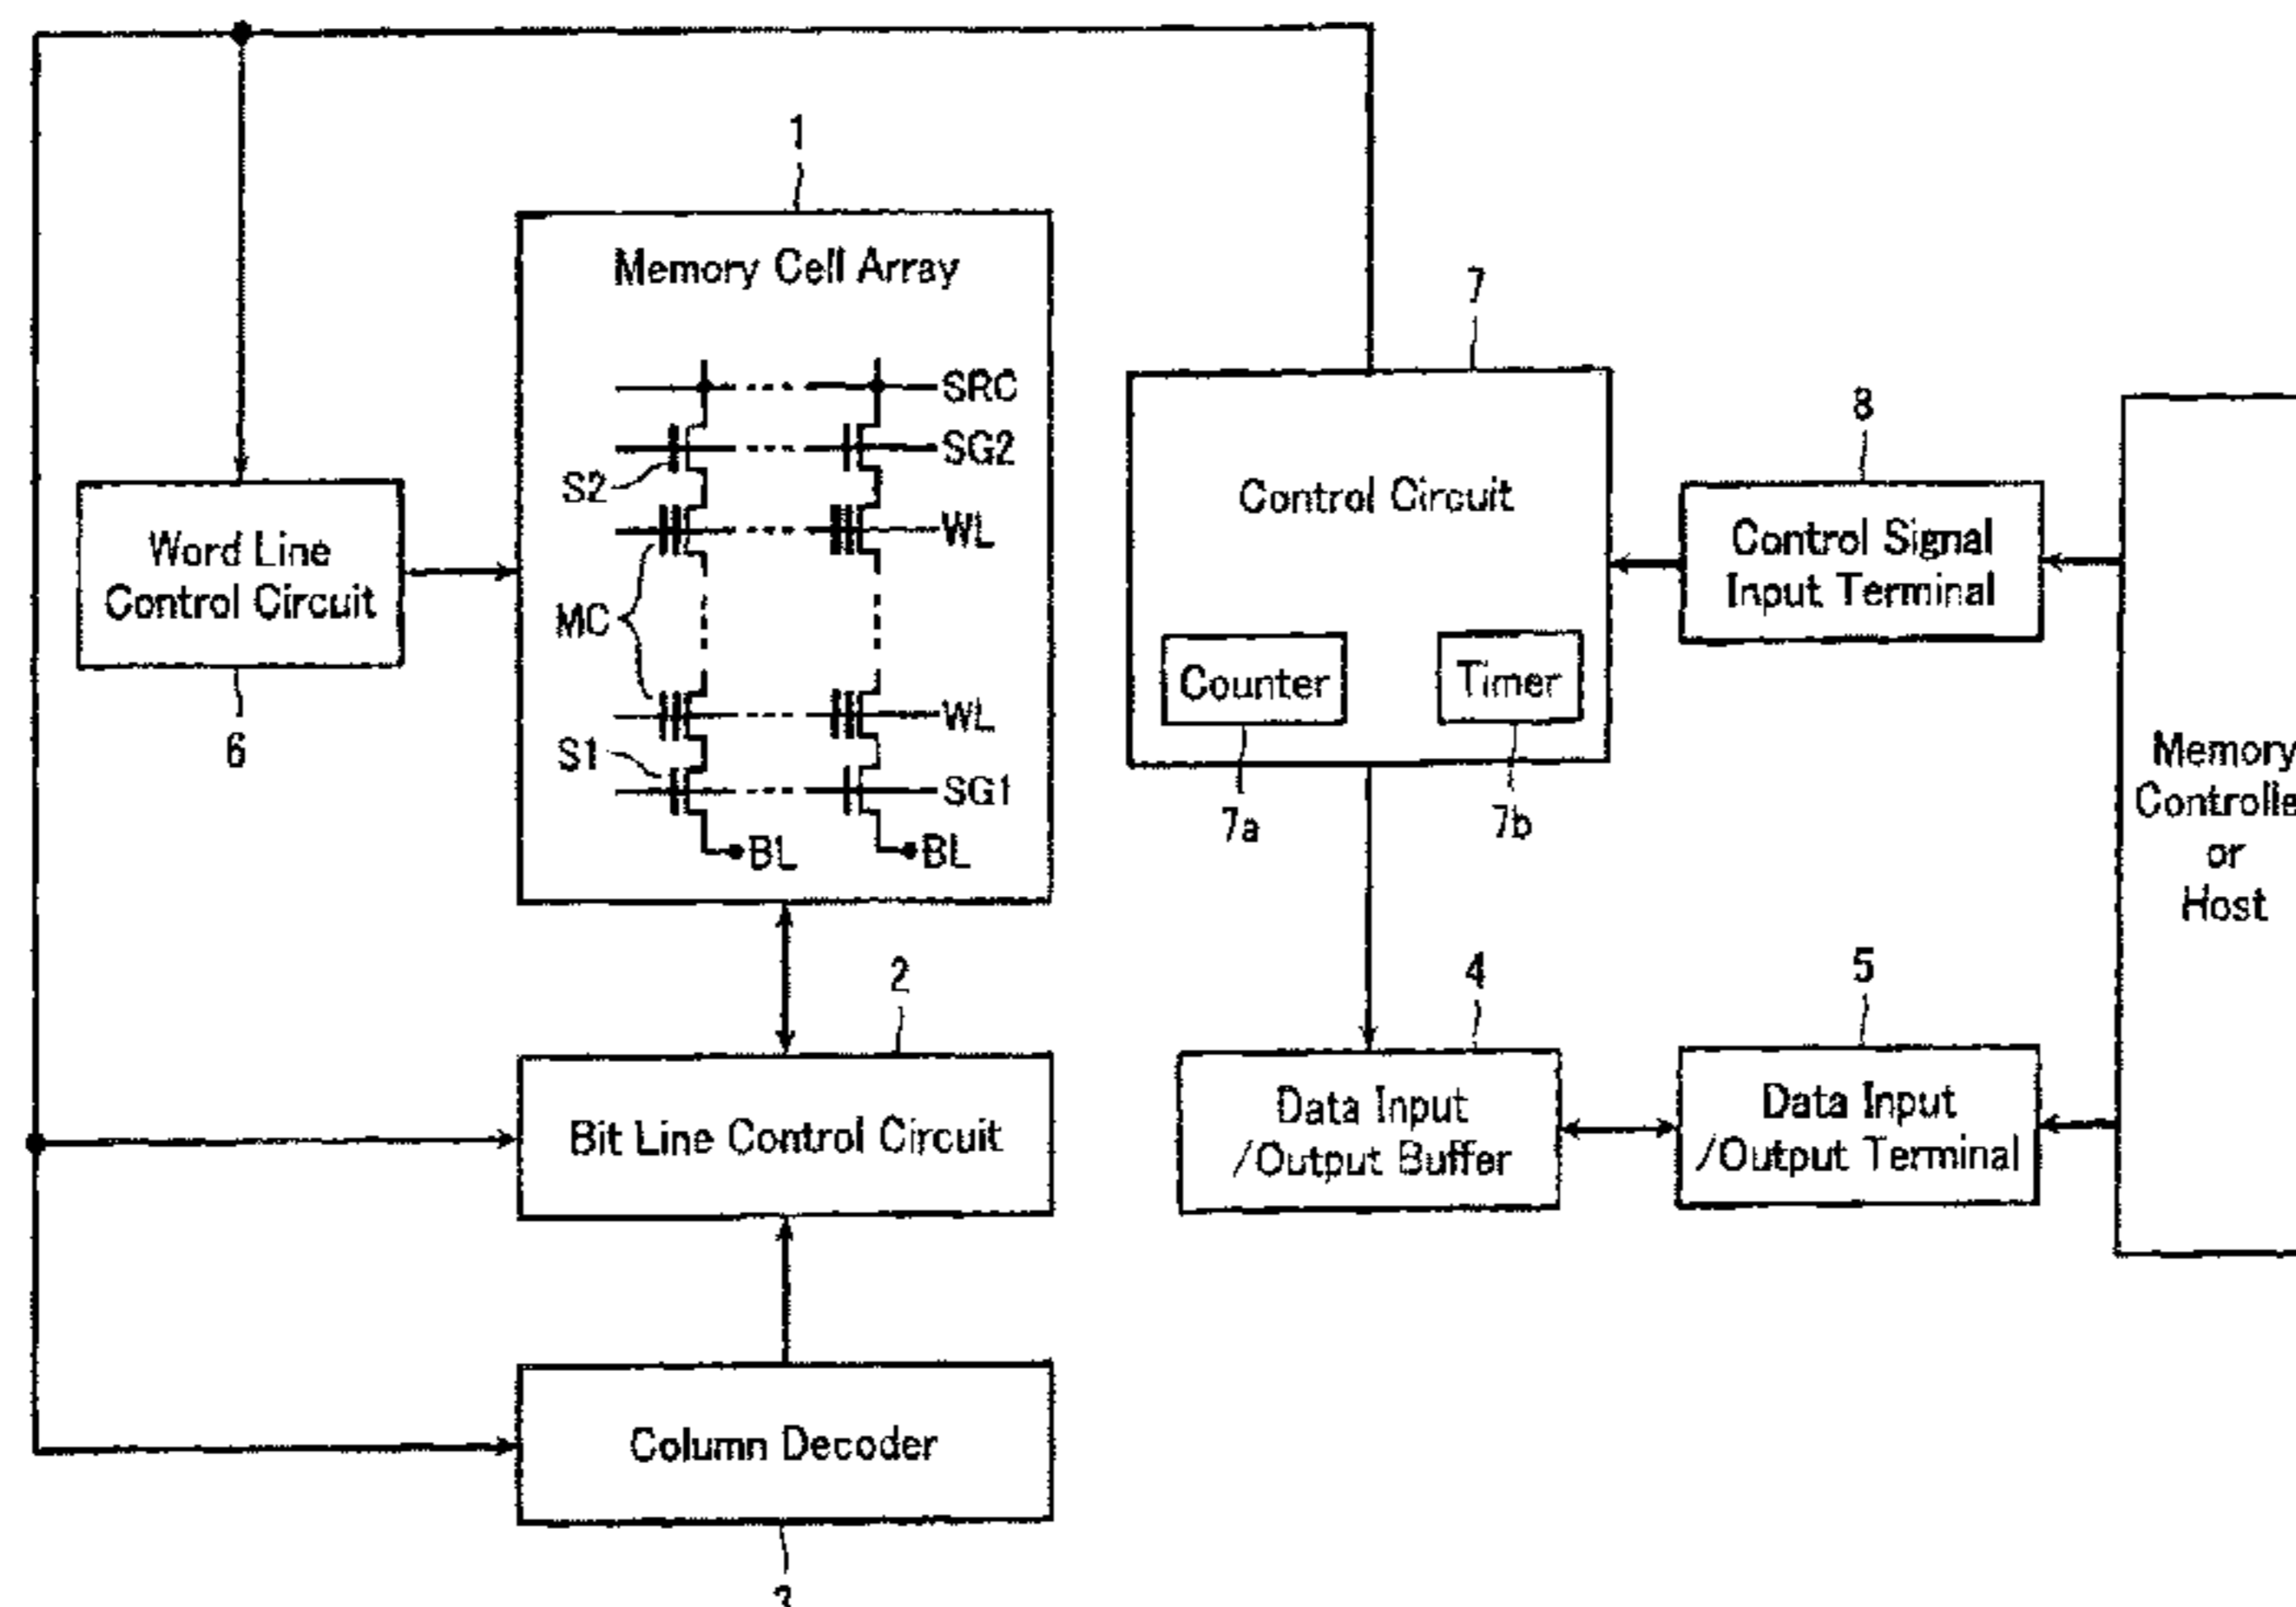 1
Memory Cell Array
SRC
SG2
S2
WL
MC
WL
S1
SG1
BL
BL
Word Line
Control Circuit
6
7
Control Circuit
Counter
Timer
7a
7b
8
Control Signal
Input Terminal
Memory
Controlle
or
Host
2
Bit Line Control Circuit
4
Data Input
/Output Buffer
5
Data Input
/Output Terminal
Column Decoder
3